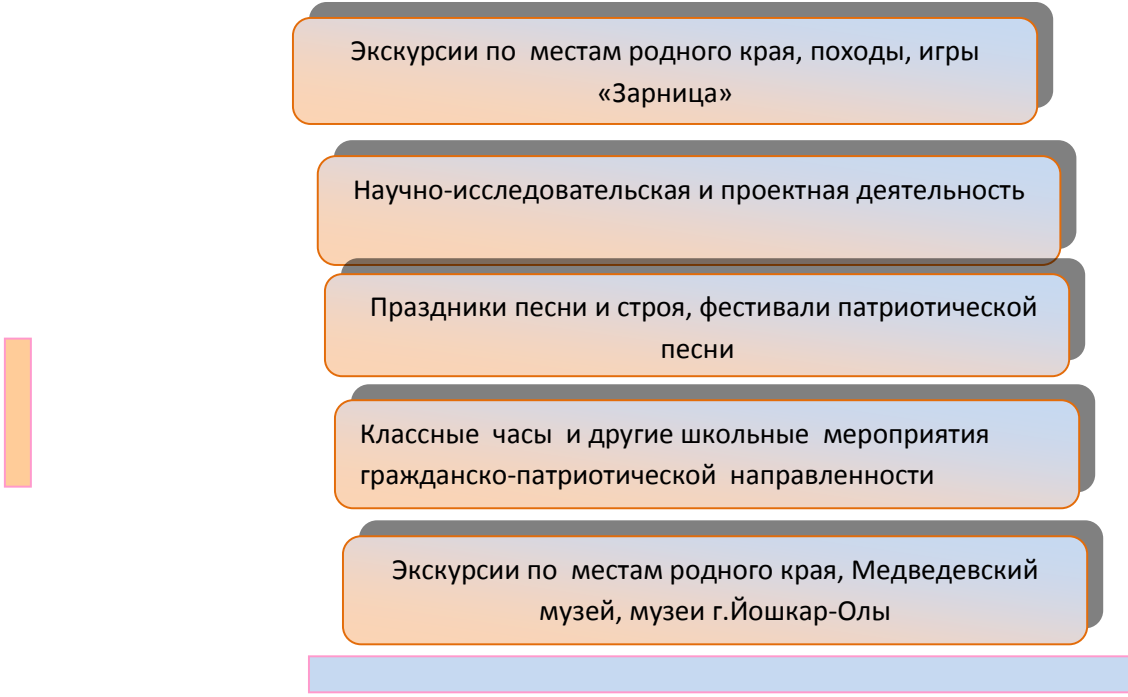 Экскурсии по местам родного края, походы, игры
«Зарница»
Научно-исследовательская и проектная деятельность
Праздники песни и строя, фестивали патриотической
песни
Классные часы и другие школьные мероприятия
гражданско-патриотической направленности
Экскурсии по местам родного края, Медведевский
музей, музеи г.Йошкар-Олы